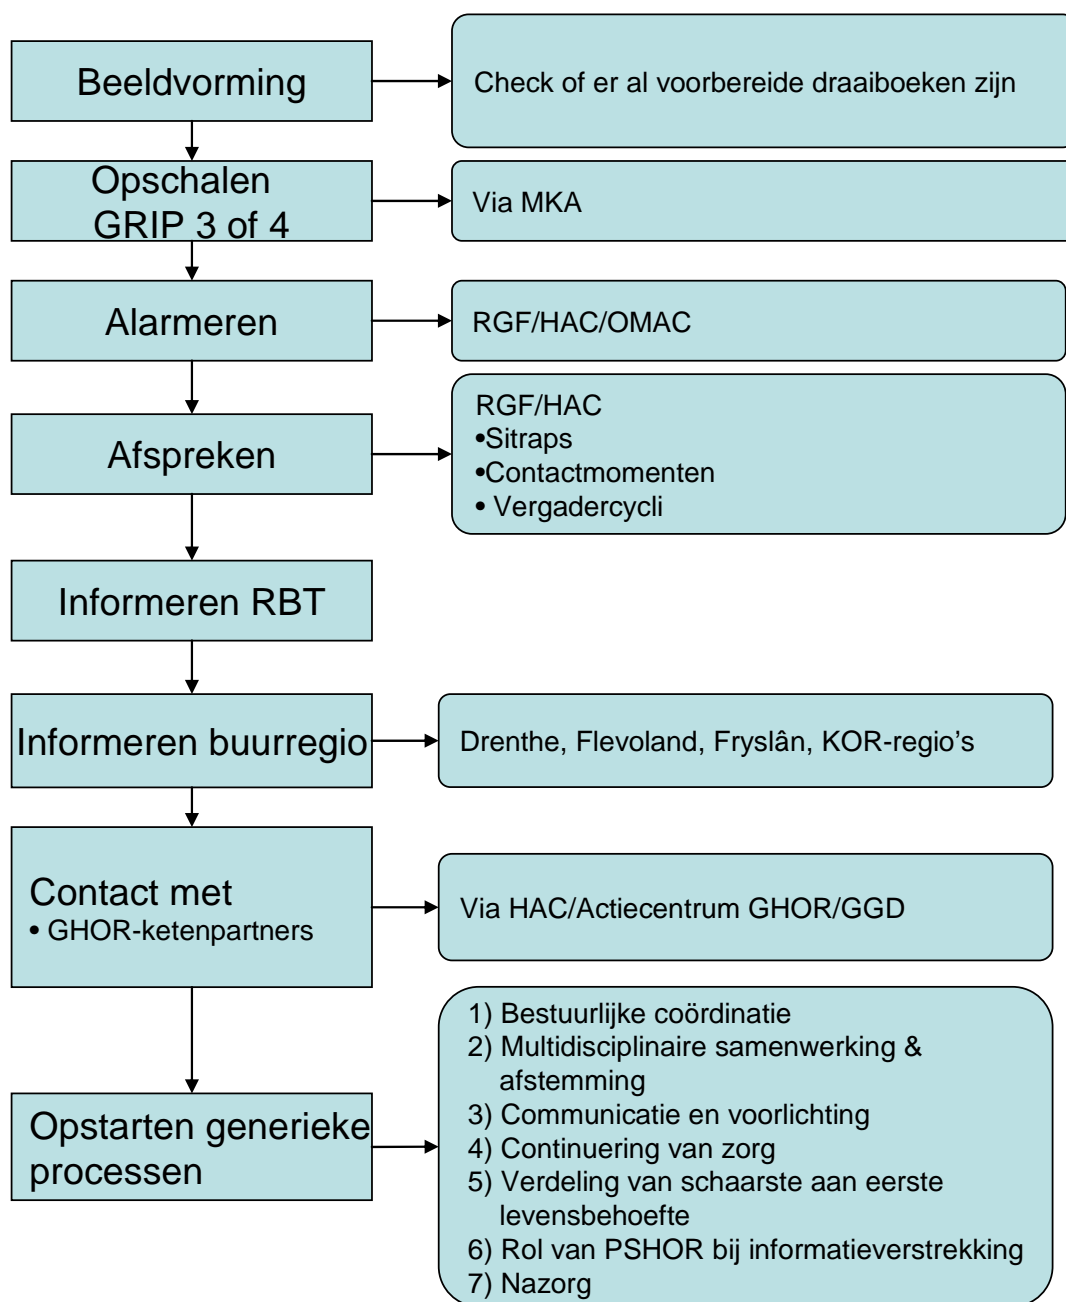 Beeldvorming
Check of er al voorbereide draaiboeken zijn
Opschalen
GRIP 3 of 4
Via MKA
Alarmeren
RGF/HAC/OMAC
Afspreken
RGF/HAC
•Sitraps
•Contactmomenten
• Vergadercycli
Informeren RBT
Informeren buurregio
Drenthe, Flevoland, Fryslân, KOR-regio’s
Contact met
• GHOR-ketenpartners
Via HAC/Actiecentrum GHOR/GGD
Opstarten generieke
processen
1) Bestuurlijke coördinatie
2) Multidisciplinaire samenwerking &
afstemming
3) Communicatie en voorlichting
4) Continuering van zorg
5) Verdeling van schaarste aan eerste
levensbehoefte
6) Rol van PSHOR bij informatieverstrekking
7) Nazorg